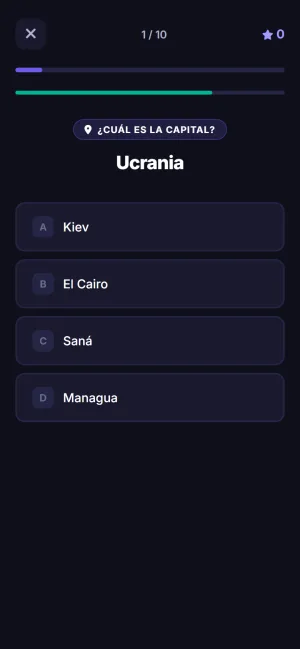 1 / 10
0
¿CUÁL ES LA CAPITAL?
Ucrania
A Kiev
B El Cairo
C Saná
D Managua